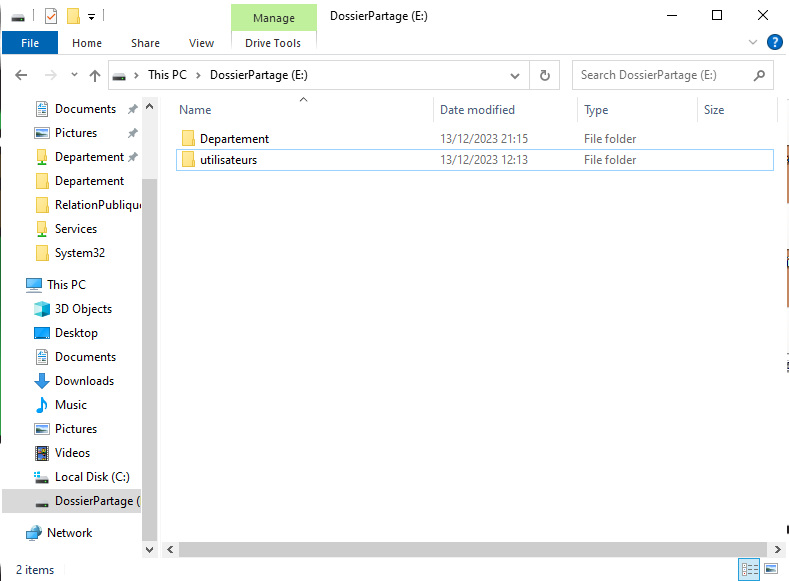 Manage
DossierPartage (E:)
File
Home
Share
View
Drive Tools
?
This PC > DossierPartage (E:)
Search DossierPartage (E:)
Name
Date modified
Type
Size
Departement
13/12/2023 21:15
File folder
utilisateurs
13/12/2023 12:13
File folder
Documents
Pictures
Departement
Departement
RelationPublique
Services
System32
This PC
3D Objects
Desktop
Documents
Downloads
Music
Pictures
Videos
Local Disk (C:)
DossierPartage (
Network
2 items